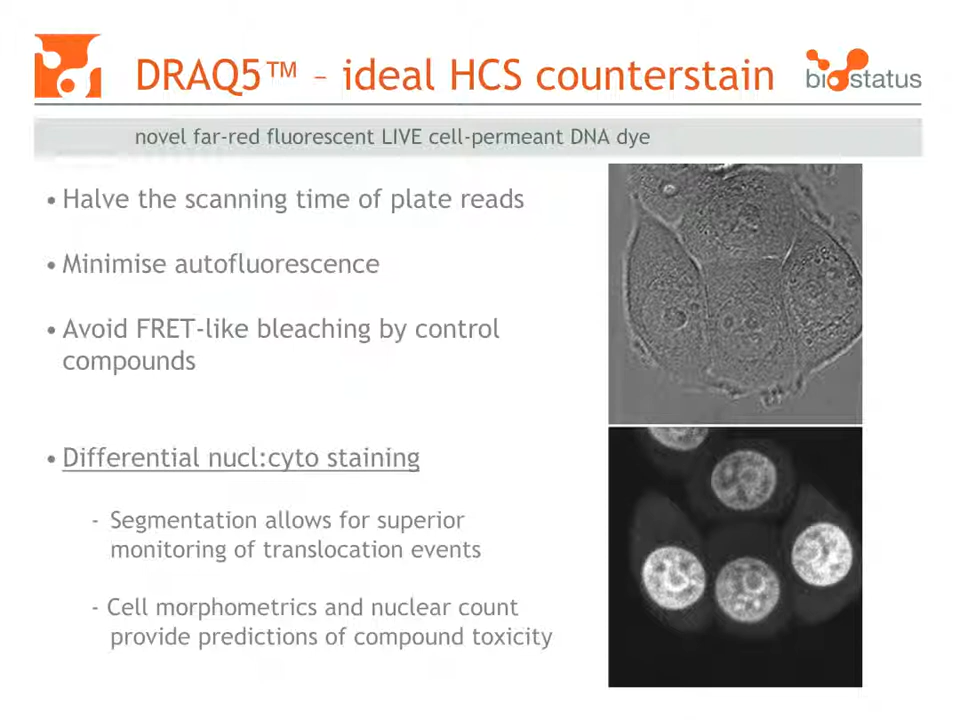 DRAQ5™ – ideal HCS counterstain
biostatus
novel far-red fluorescent LIVE cell-permeant DNA dye
• Halve the scanning time of plate reads
• Minimise autofluorescence
• Avoid FRET-like bleaching by control
compounds
• Differential nucl:cyto staining
- Segmentation allows for superior
monitoring of translocation events
- Cell morphometrics and nuclear count
provide predictions of compound toxicity